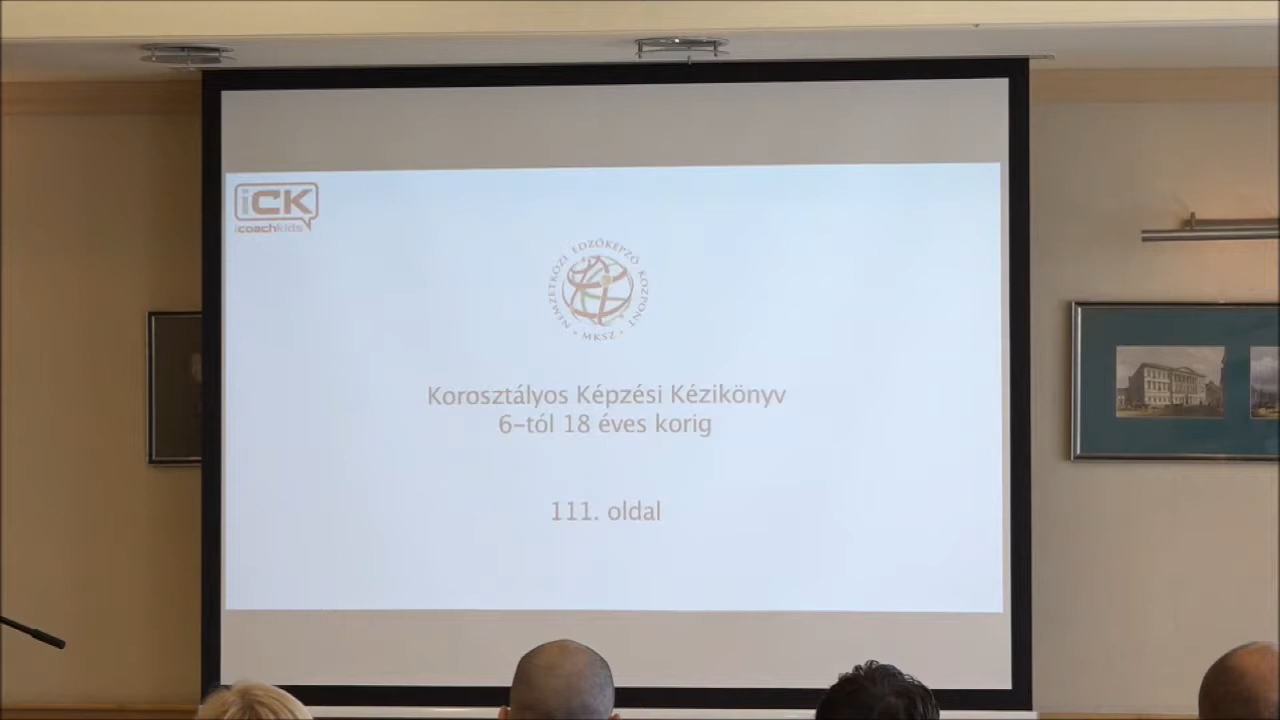 iCK
icoachkids
NEMZETKÖZI EDZŐKÉPZŐ KÖZPONT
• MKSZ •
Korosztályos Képzési Kézikönyv
6-tól 18 éves korig
111. oldal